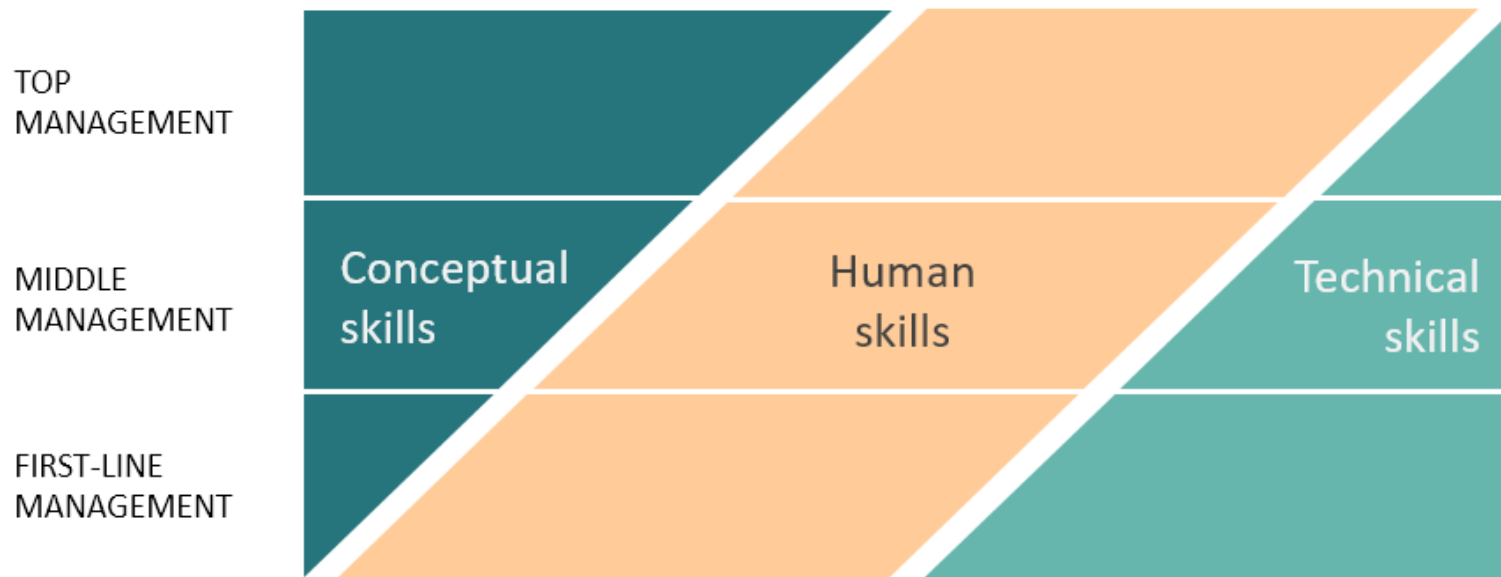 TOP
MANAGEMENT
MIDDLE
MANAGEMENT
Conceptual
skills
Human
skills
Technical
skills
FIRST-LINE
MANAGEMENT